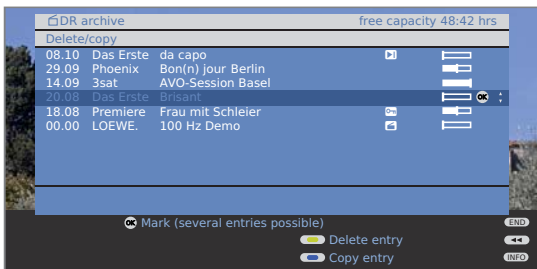 DR archive free capacity 48:42 hrs
Delete/copy
08.10 Das Erste da capo
29.09 Phoenix Bon(n) jour Berlin
14.09 3sat AVO-Session Basel
20.08 Das Erste Brisant OK
18.08 Premiere Frau mit Schleier
00.00 LOEWE. 100 Hz Demo
OK Mark (several entries possible) END
Delete entry
Copy entry INFO